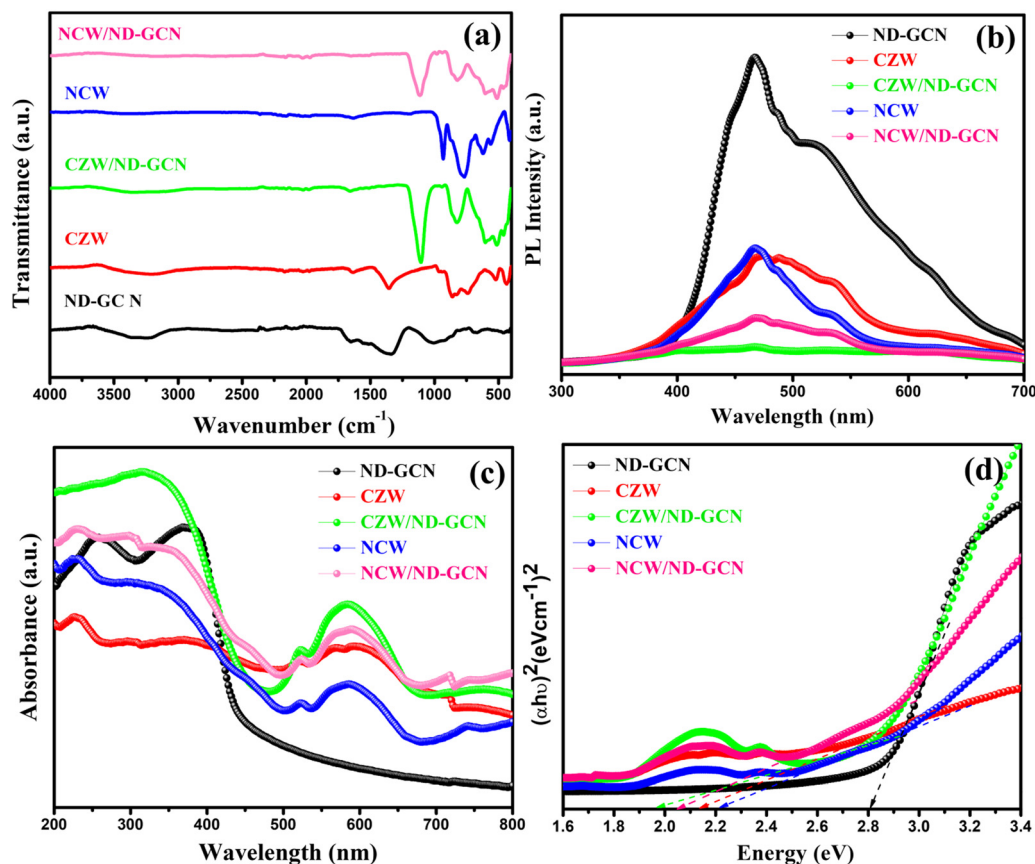 (a)
NCW/ND-GCN
NCW
CZW/ND-GCN
CZW
ND-GC N
Transmittance (a.u.)
4000 3500 3000 2500 2000 1500 1000 500
Wavenumber (cm-1)
(b)
ND-GCN
CZW
CZW/ND-GCN
NCW
NCW/ND-GCN
PL Intensity (a.u.)
300 400 500 600 700
Wavelength (nm)
(c)
ND-GCN
CZW
CZW/ND-GCN
NCW
NCW/ND-GCN
Absorbance (a.u.)
200 300 400 500 600 700 800
Wavelength (nm)
(d)
ND-GCN
CZW
CZW/ND-GCN
NCW
NCW/ND-GCN
(αhυ)2(eVcm-1)2
1.6 2.0 2.2 2.4 2.6 2.8 3.0 3.2 3.4
Energy (eV)